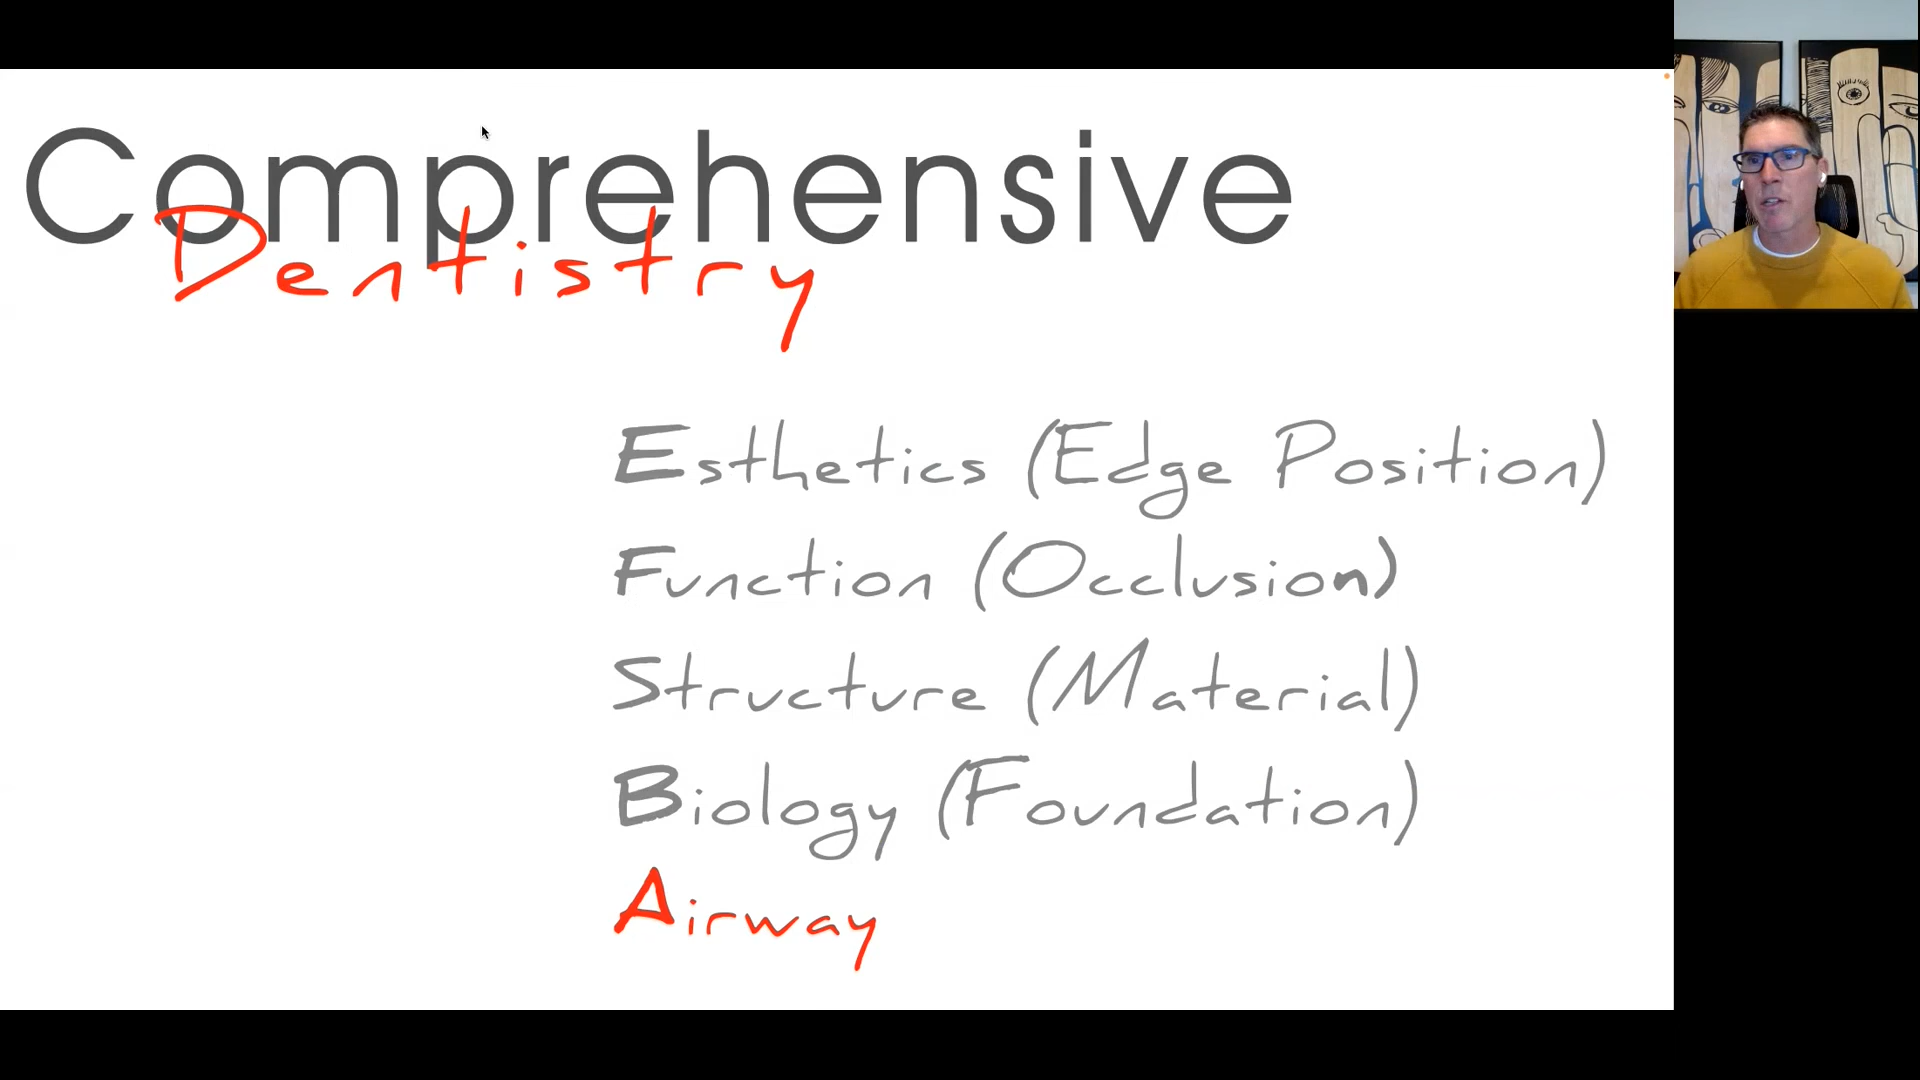 Comprehensive
Dentistry
Esthetics (Edge Position)
Function (Occlusion)
Structure (Material)
Biology (Foundation)
Airway